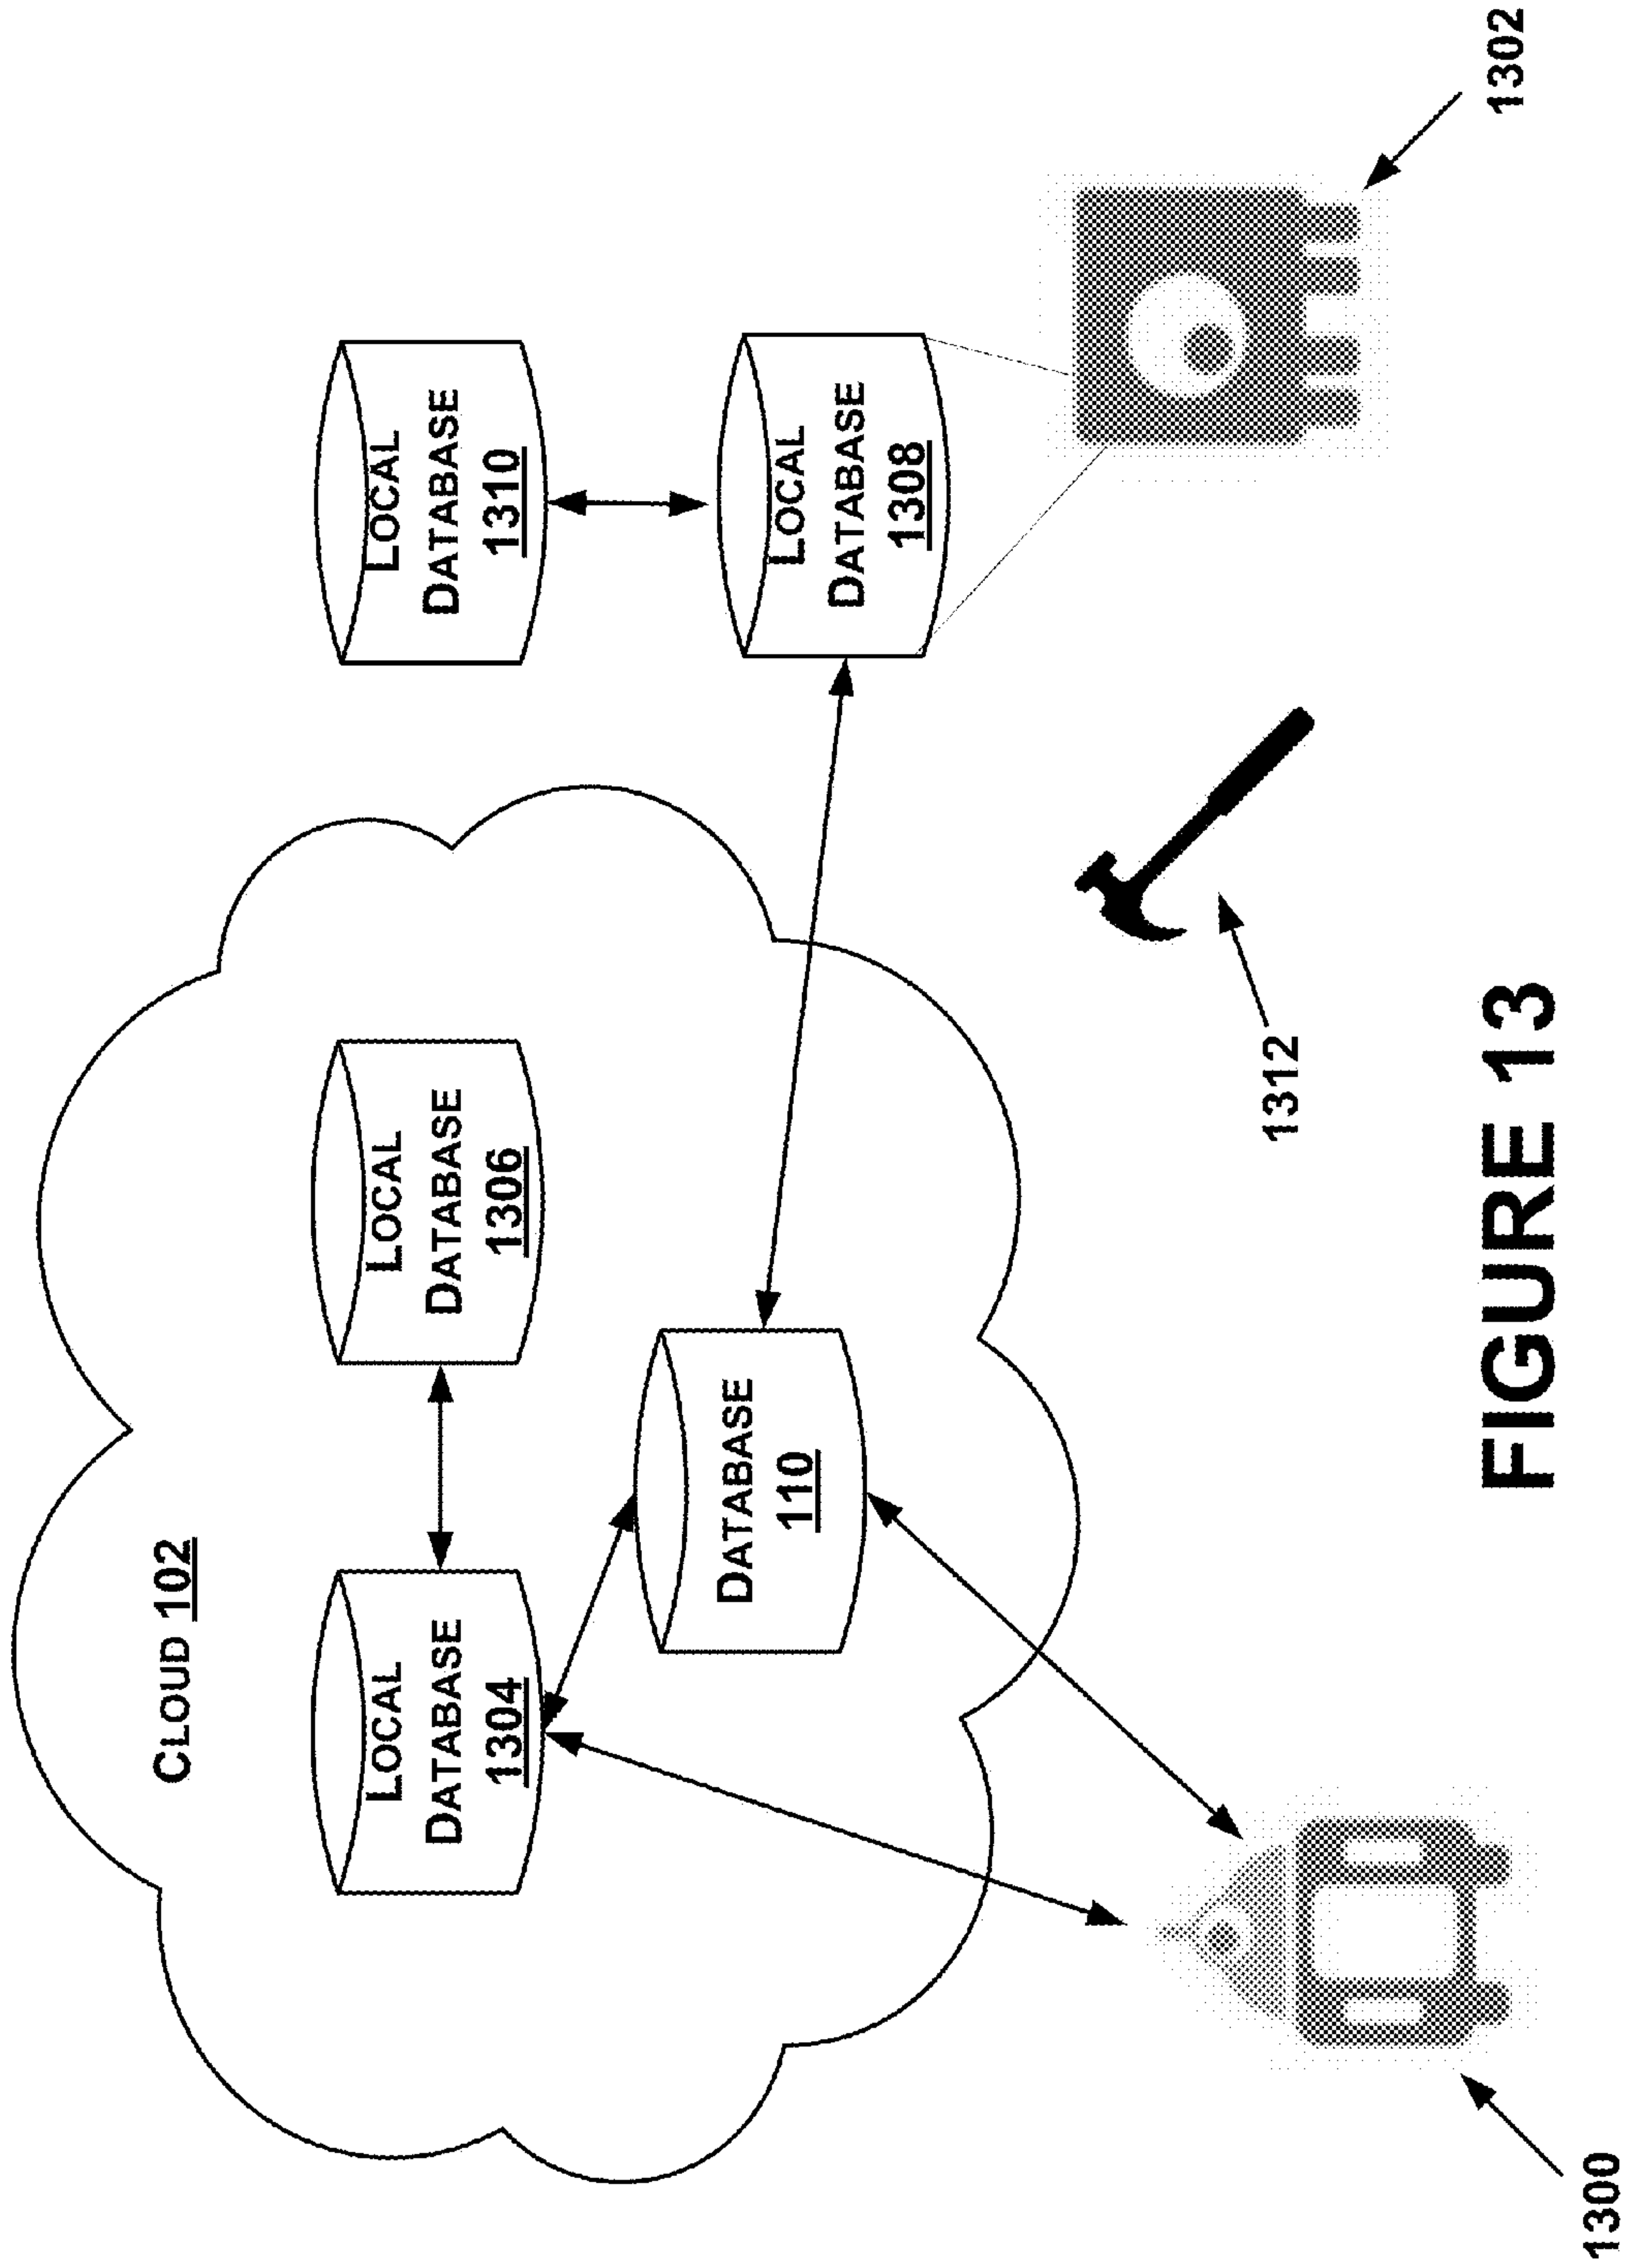 CLOUD 102
LOCAL
DATABASE
1304
LOCAL
DATABASE
1306
LOCAL
DATABASE
1310
DATABASE
110
LOCAL
DATABASE
1308
1312
1300
1302
FIGURE 13